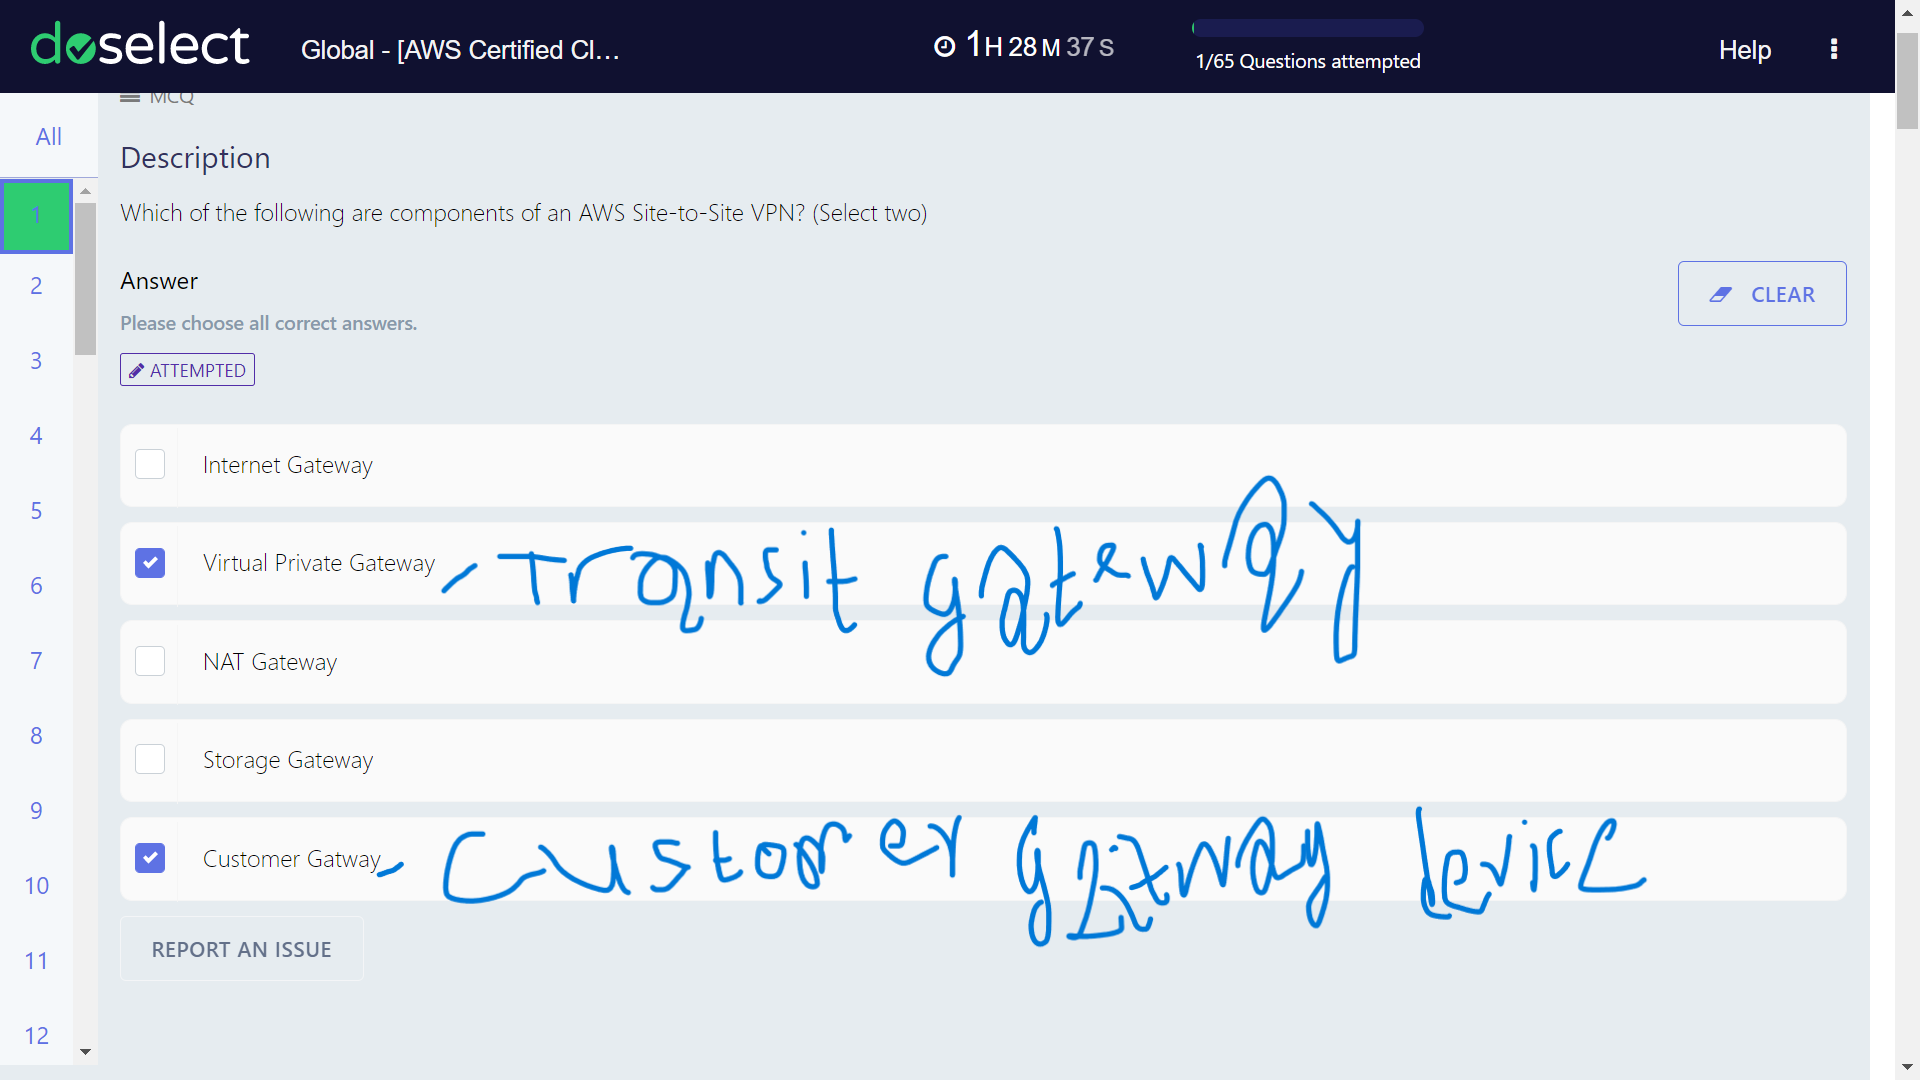 doselect
Global - [AWS Certified Cl...
1H 28M 37S
1/65 Questions attempted
Help
MCQ
All
Description
Which of the following are components of an AWS Site-to-Site VPN? (Select two)
Answer
CLEAR
Please choose all correct answers.
ATTEMPTED
Internet Gateway
Virtual Private Gateway - Transit gateway
NAT Gateway
Storage Gateway
Customer Gatway - Customer gatway device
REPORT AN ISSUE
1
2
3
4
5
6
7
8
9
10
11
12